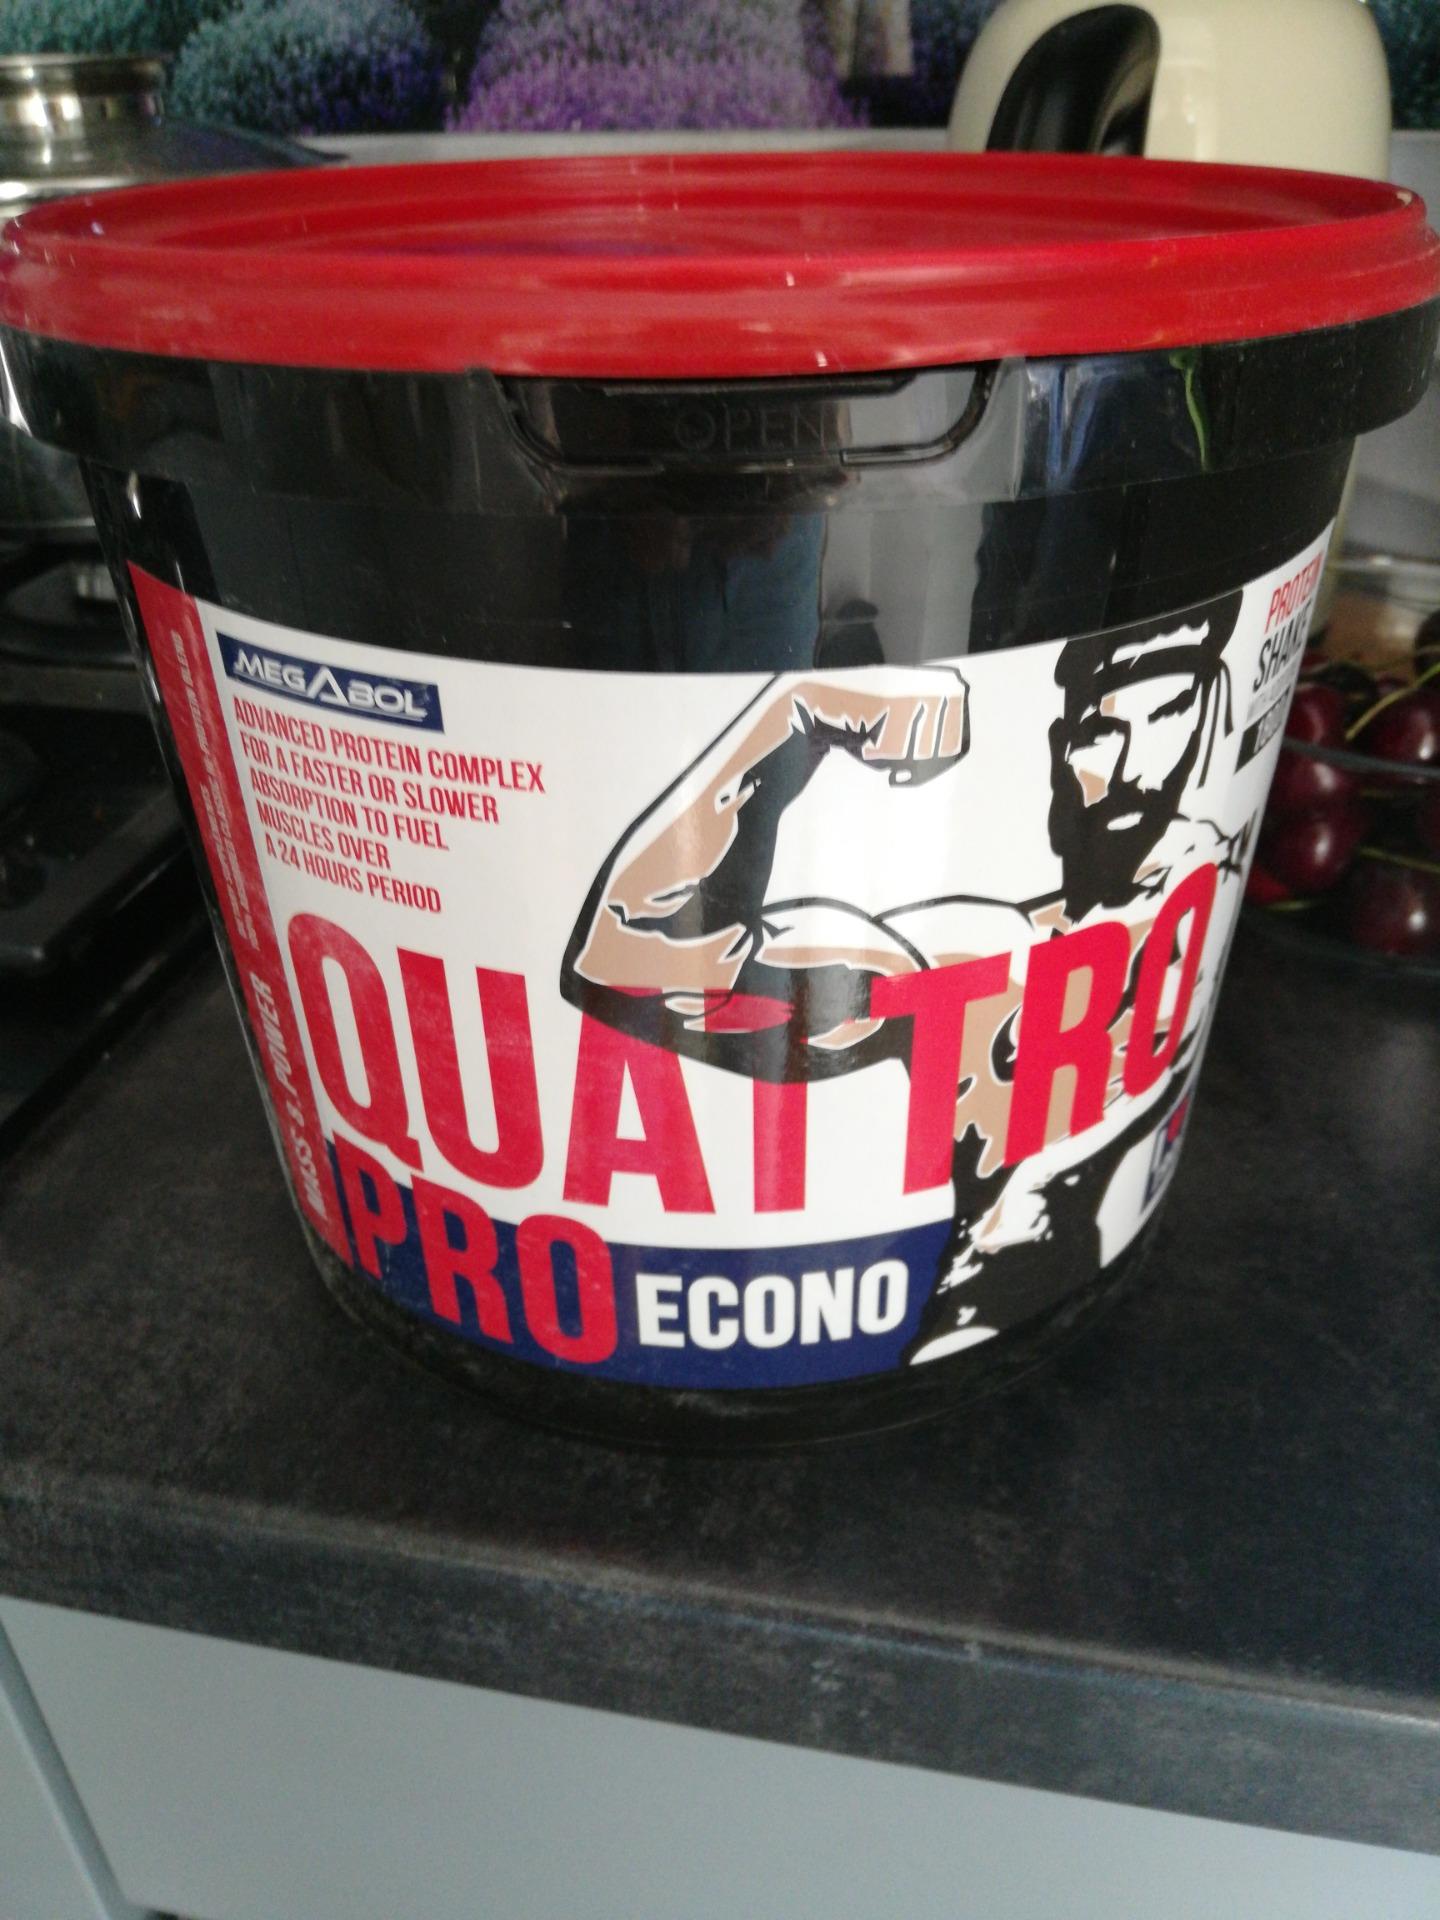 OPEN
MEGABOL
ADVANCED PROTEIN COMPLEX
FOR A FASTER OR SLOWER
ABSORPTION TO FUEL
MUSCLES OVER
A 24 HOURS PERIOD
QUATTRO
PRO ECONO
MASS & POWER
PROTEIN
SHAKE